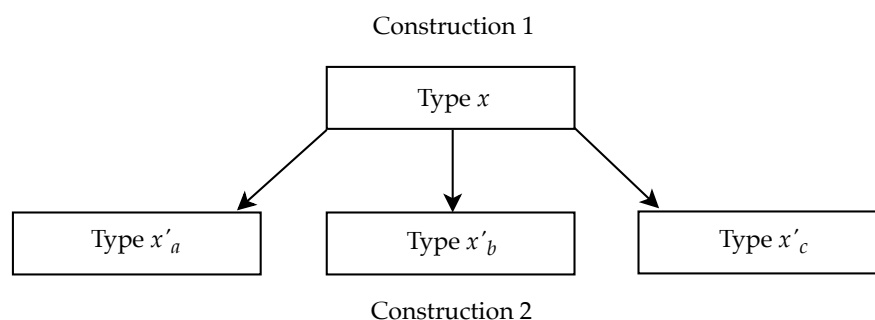 Construction 1
Type x
Type x'a
Type x'b
Type x'c
Construction 2